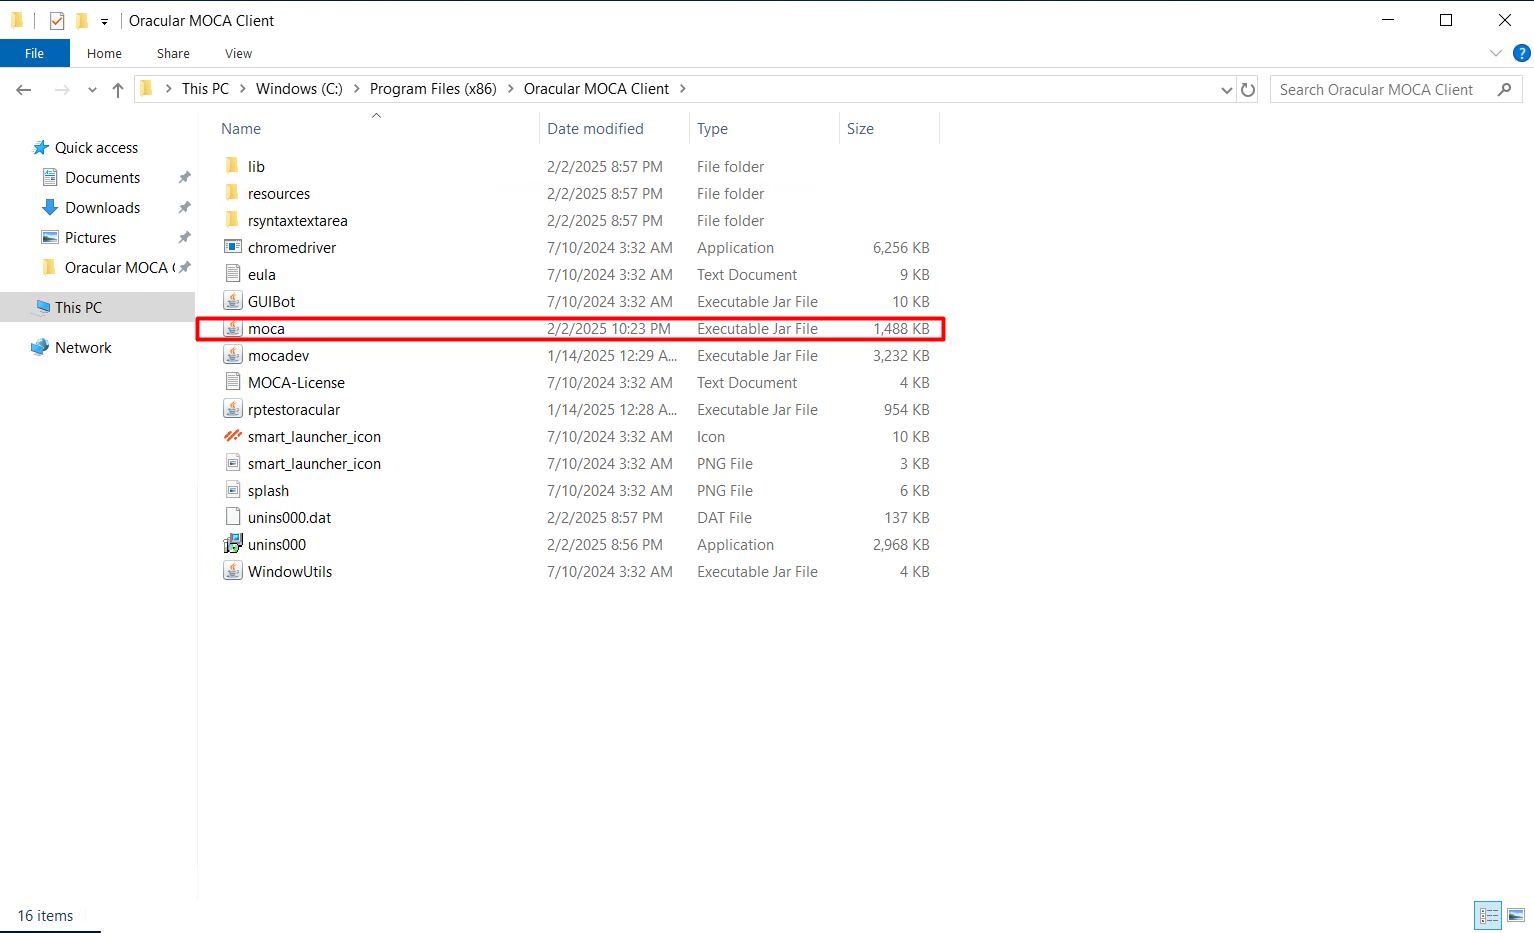 Oracular MOCA Client
File Home Share View
This PC Windows (C:) Program Files (x86) Oracular MOCA Client Search Oracular MOCA Client
Name Date modified Type Size
Quick access
Documents
Downloads
Pictures
Oracular MOCA C
This PC
Network
lib 2/2/2025 8:57 PM File folder
resources 2/2/2025 8:57 PM File folder
rsyntaxtextarea 2/2/2025 8:57 PM File folder
chromedriver 7/10/2024 3:32 AM Application 6,256 KB
eula 7/10/2024 3:32 AM Text Document 9 KB
GUIBot 7/10/2024 3:32 AM Executable Jar File 10 KB
moca 2/2/2025 10:23 PM Executable Jar File 1,488 KB
mocadev 1/14/2025 12:29 A... Executable Jar File 3,232 KB
MOCA-License 7/10/2024 3:32 AM Text Document 4 KB
rptestoracular 1/14/2025 12:28 A... Executable Jar File 954 KB
smart_launcher_icon 7/10/2024 3:32 AM Icon 10 KB
smart_launcher_icon 7/10/2024 3:32 AM PNG File 3 KB
splash 7/10/2024 3:32 AM PNG File 6 KB
unins000.dat 2/2/2025 8:57 PM DAT File 137 KB
unins000 2/2/2025 8:56 PM Application 2,968 KB
WindowUtils 7/10/2024 3:32 AM Executable Jar File 4 KB
16 items